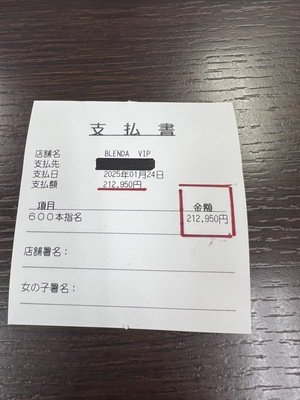 支払書
店舗名 BLENDA VIP
支払先
支払日 2025年01月24日
支払額 212,950円
項目 金額
600本指名 212,950円
店舗署名:
女の子署名: